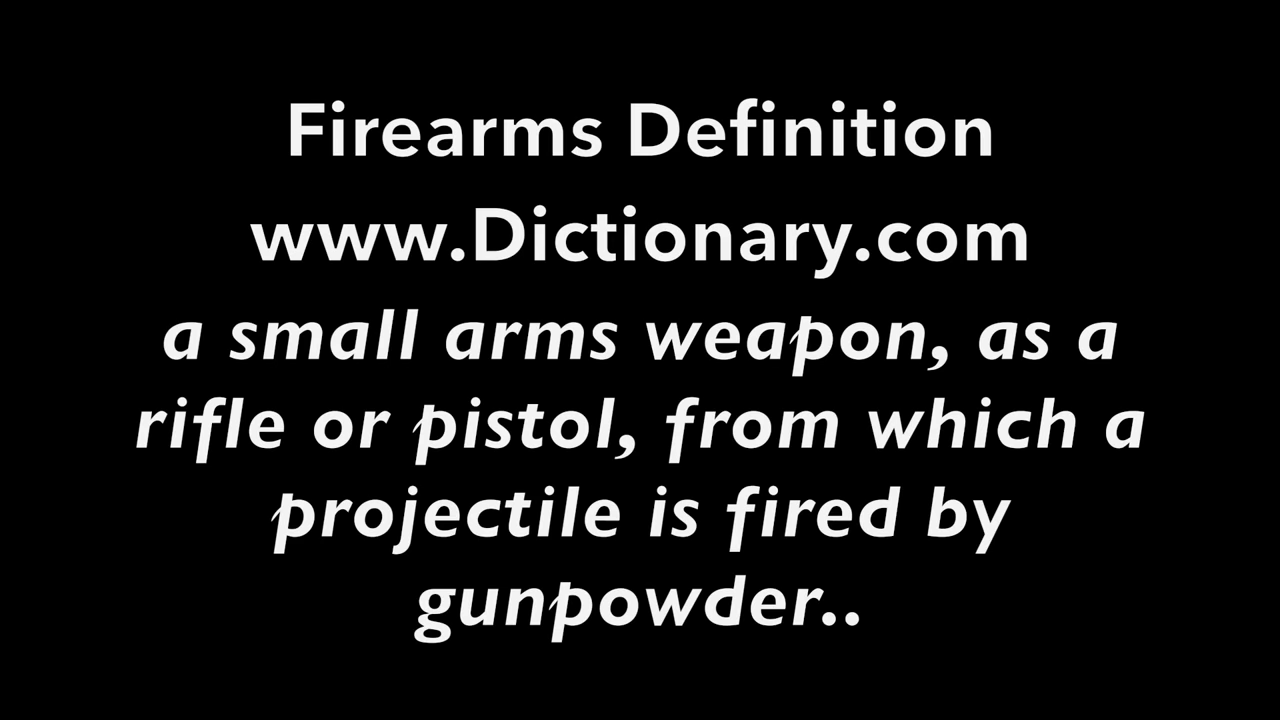 Firearms Definition
www.Dictionary.com
a small arms weapon, as a
rifle or pistol, from which a
projectile is fired by
gunpowder..